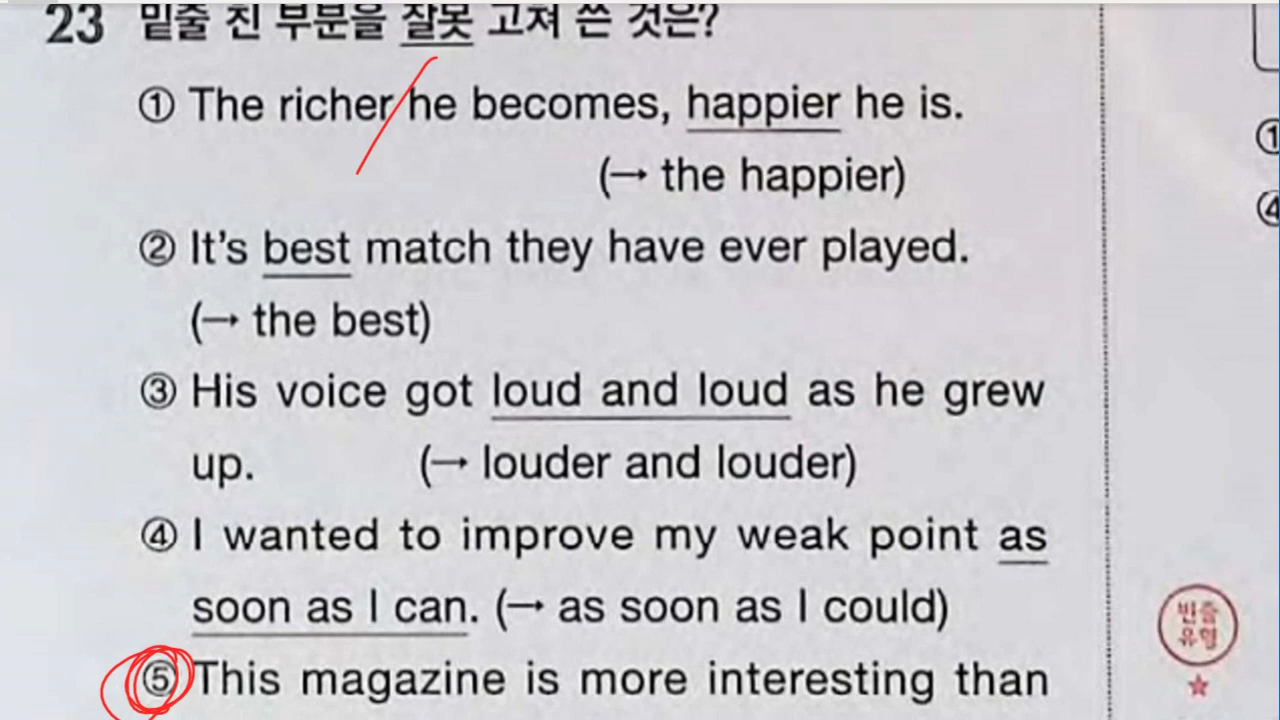 23 밑줄 친 부분을 잘못 고쳐 쓴 것은?
① The richer he becomes, happier he is.
(→ the happier)
② It's best match they have ever played.
(→ the best)
③ His voice got loud and loud as he grew
up. (→ louder and louder)
④ I wanted to improve my weak point as
soon as I can. (→ as soon as I could)
⑤ This magazine is more interesting than
①
④
빈출
유형